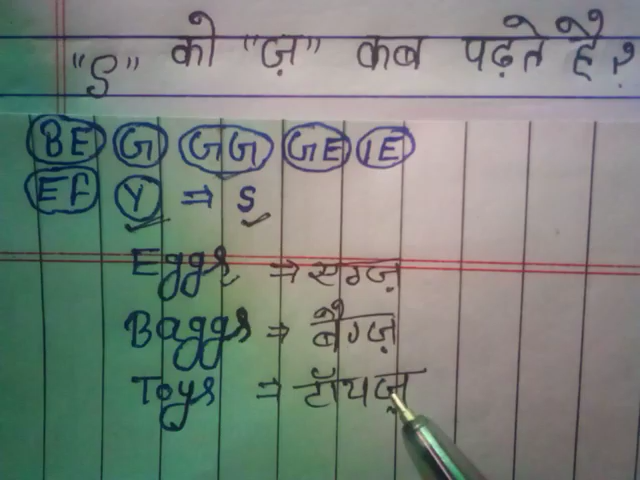 "S" को "ज़" कब पढ़ते है?
BE G GG GE IE
EF Y ⇒ S
Eggs ⇒ एग्ज़
Baggs ⇒ बैग्ज़
Toys ⇒ टॉयज़